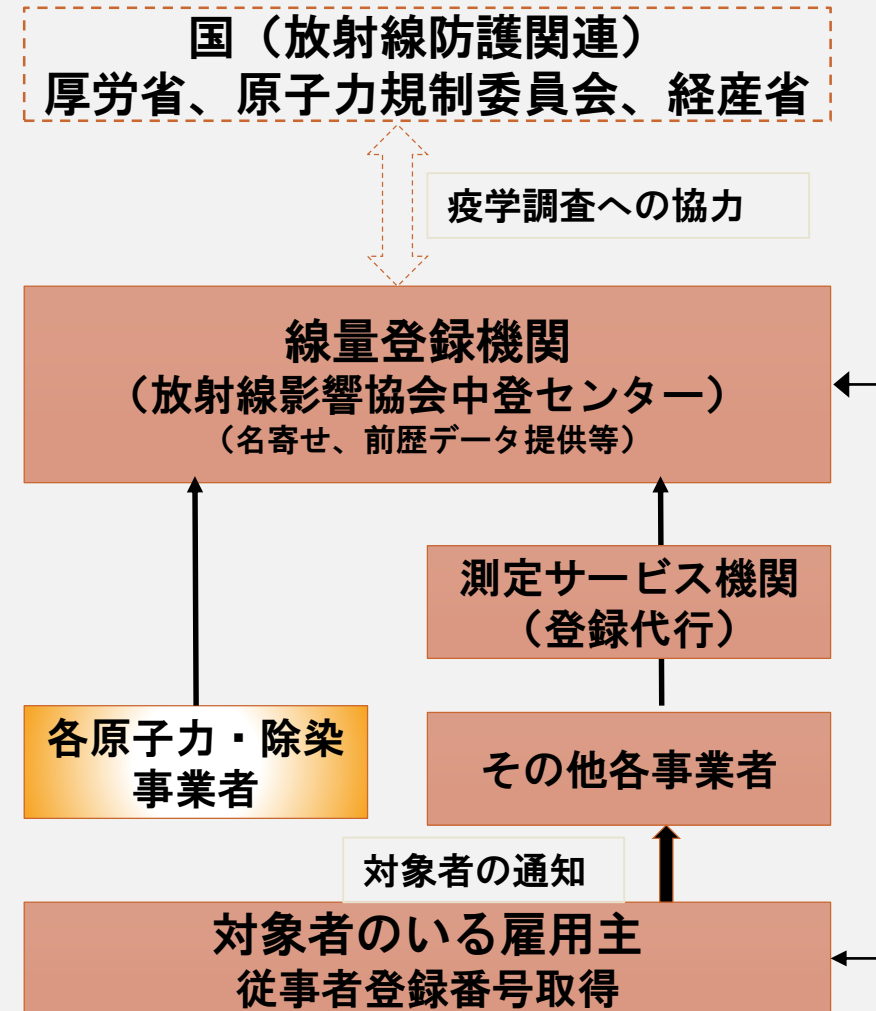 国（放射線防護関連）
厚労省、原子力規制委員会、経産省
疫学調査への協力
線量登録機関
（放射線影響協会中登センター）
（名寄せ、前歴データ提供等）
測定サービス機関
（登録代行）
各原子力・除染
事業者
その他各事業者
対象者の通知
対象者のいる雇用主
従事者登録番号取得